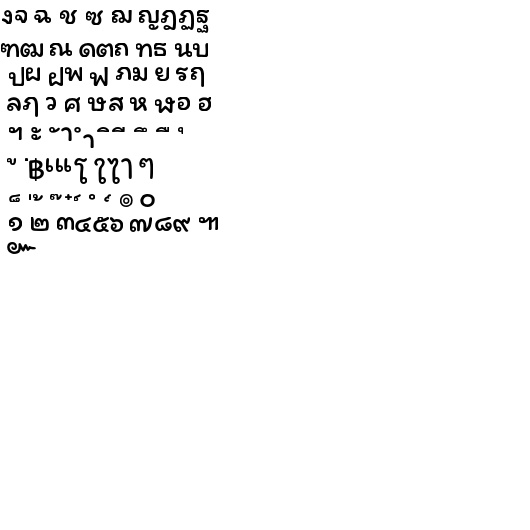 งจ ฉ ช ซ ฌ ญฎฏฐ
ฑฒ ณ ดตถ ทธ นบ
ปผ ฝพ ฟ ภม ย รฤ
ลฦ ว ศ ษส ห ฬอ ฮ
ฯ ะ ั า ำ ิ ี ึ ื ุ
ู ฺ ฿เแโ ใไๅ ๆ
็ ่ ้ ๊ ๋ ์ ํ ๎ ๏ ๐
๑ ๒ ๓๔๕๖ ๗๘๙ ๚
๛